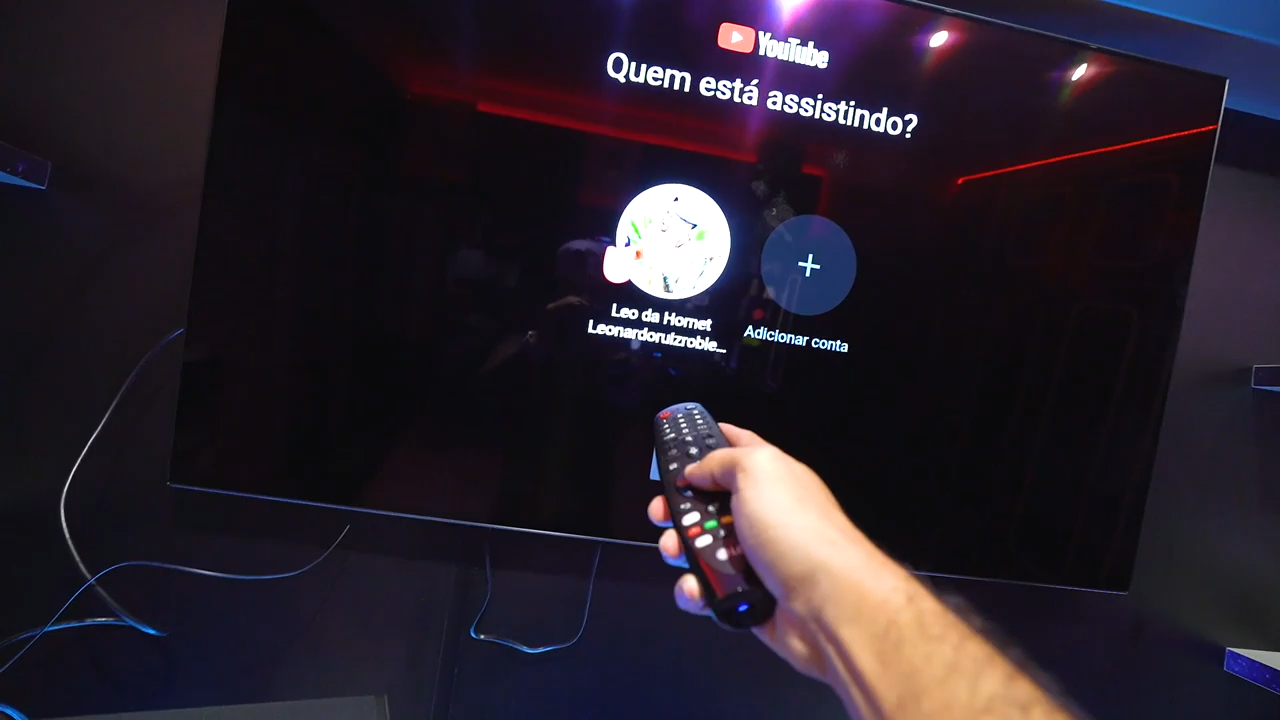 YouTube
Quem está assistindo?
Leo da Hornet
Leonardoruizroble...
Adicionar conta